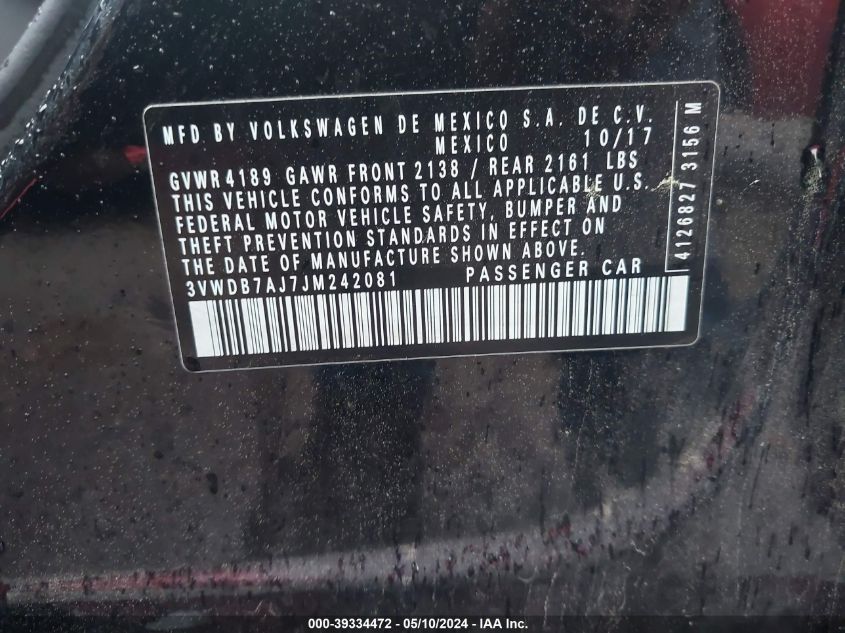 MFD BY VOLKSWAGEN DE MEXICO S.A. DE C.V.
MEXICO 10/17
GVWR 4189 GAWR FRONT 2138 / REAR 2161 LBS
THIS VEHICLE CONFORMS TO ALL APPLICABLE U.S.
FEDERAL MOTOR VEHICLE SAFETY, BUMPER AND
THEFT PREVENTION STANDARDS IN EFFECT ON
THE DATE OF MANUFACTURE SHOWN ABOVE.
3VWDB7AJ7JM242081 PASSENGER CAR
4126827 3156 M
000-39334472 — 05/10/2024 — IAA Inc.